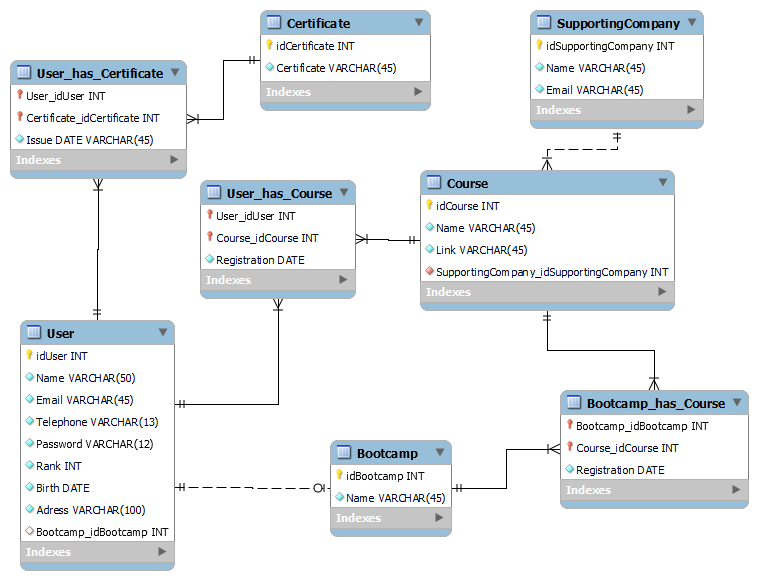 Certificate
idCertificate INT
Certificate VARCHAR(45)
Indexes
SupportingCompany
idSupportingCompany INT
Name VARCHAR(45)
Email VARCHAR(45)
Indexes
User_has_Certificate
User_idUser INT
Certificate_idCertificate INT
Issue DATE VARCHAR(45)
Indexes
User_has_Course
User_idUser INT
Course_idCourse INT
Registration DATE
Indexes
Course
idCourse INT
Name VARCHAR(45)
Link VARCHAR(45)
SupportingCompany_idSupportingCompany INT
Indexes
User
idUser INT
Name VARCHAR(50)
Email VARCHAR(45)
Telephone VARCHAR(13)
Password VARCHAR(12)
Rank INT
Birth DATE
Adress VARCHAR(100)
Bootcamp_idBootcamp INT
Indexes
Bootcamp
idBootcamp INT
Name VARCHAR(45)
Indexes
Bootcamp_has_Course
Bootcamp_idBootcamp INT
Course_idCourse INT
Registration DATE
Indexes